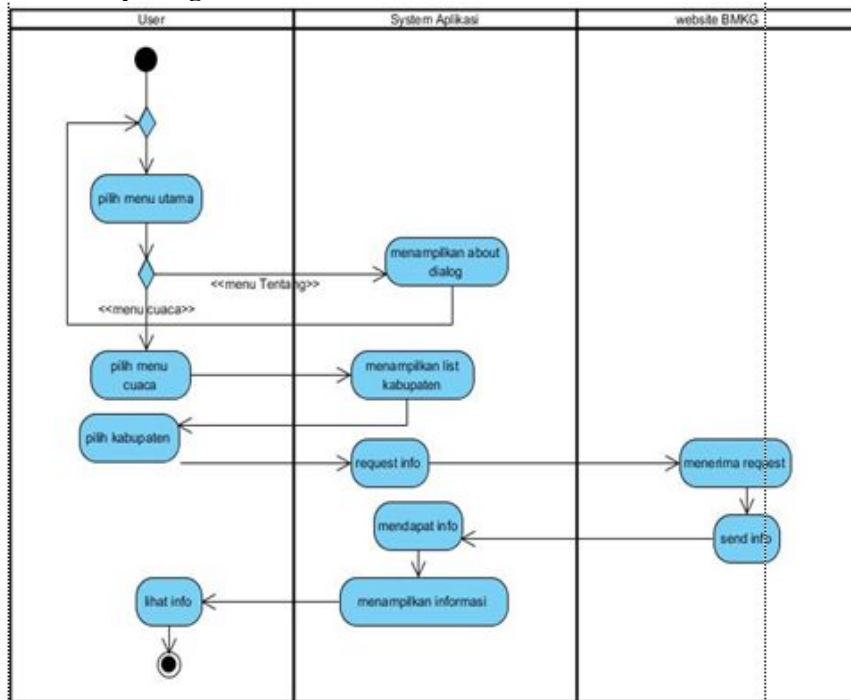 User
System Aplikasi
website BMKG
pilih menu utama
menampilkan about
dialog
<<menu Tentang>>
<<menu cuaca>>
pilih menu
cuaca
menampilkan list
kabupaten
pilih kabupaten
request info
menerima request
mendapat info
send info
lihat info
menampilkan informasi